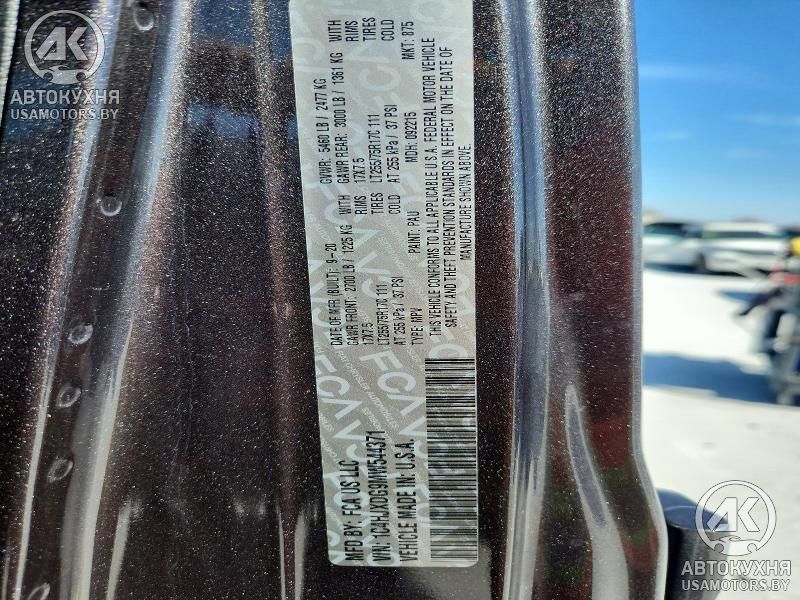 MFD BY: FCA US LLC
DATE OF MFR (BUILT): 9-20
GVWR: 5460 LB / 2477 KG
GAWR FRONT: 2700 LB / 1225 KG WITH
GAWR REAR: 3000 LB / 1361 KG WITH
17X7.5 RIMS
17X7.5 RIMS
LT255/75R17C 111 TIRES
LT255/75R17C 111 TIRES
AT 255 kPa / 37 PSI COLD
AT 255 kPa / 37 PSI COLD
VIN: 1C4HJXDG9MW544371
TYPE: MPV
PAINT: PAU
MDH: 092215
MKT: 875
VEHICLE MADE IN: U.S.A.
THIS VEHICLE CONFORMS TO ALL APPLICABLE U.S.A. FEDERAL MOTOR VEHICLE
SAFETY AND THEFT PREVENTION STANDARDS IN EFFECT ON THE DATE OF
MANUFACTURE SHOWN ABOVE.
AK
АВТОКУХНЯ
USAMOTORS.BY
AK
АВТОКУХНЯ
USAMOTORS.BY